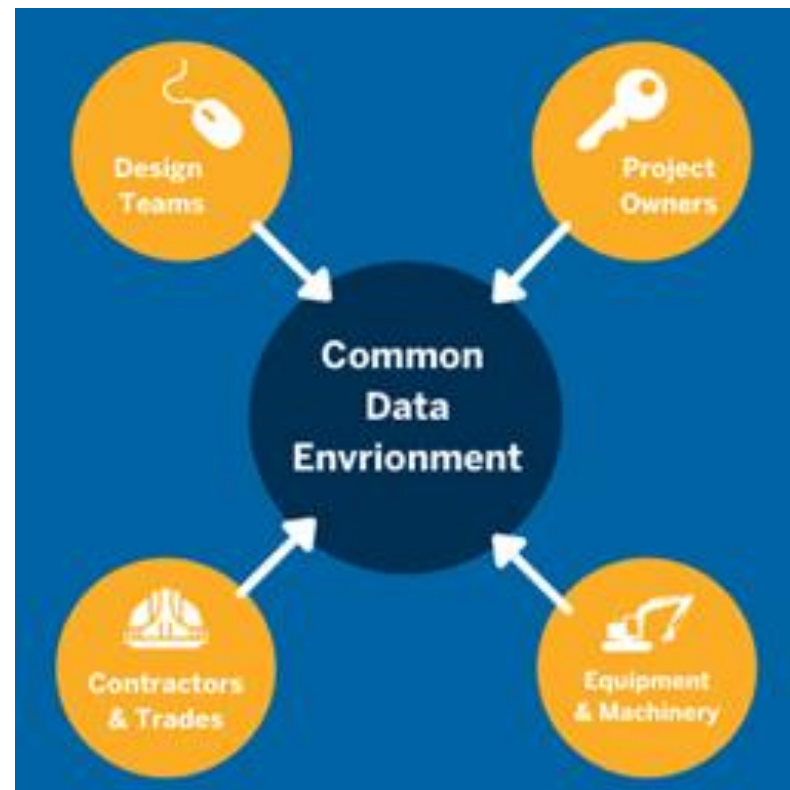 Design
Teams
Project
Owners
Common
Data
Envrionment
Contractors
& Trades
Equipment
& Machinery